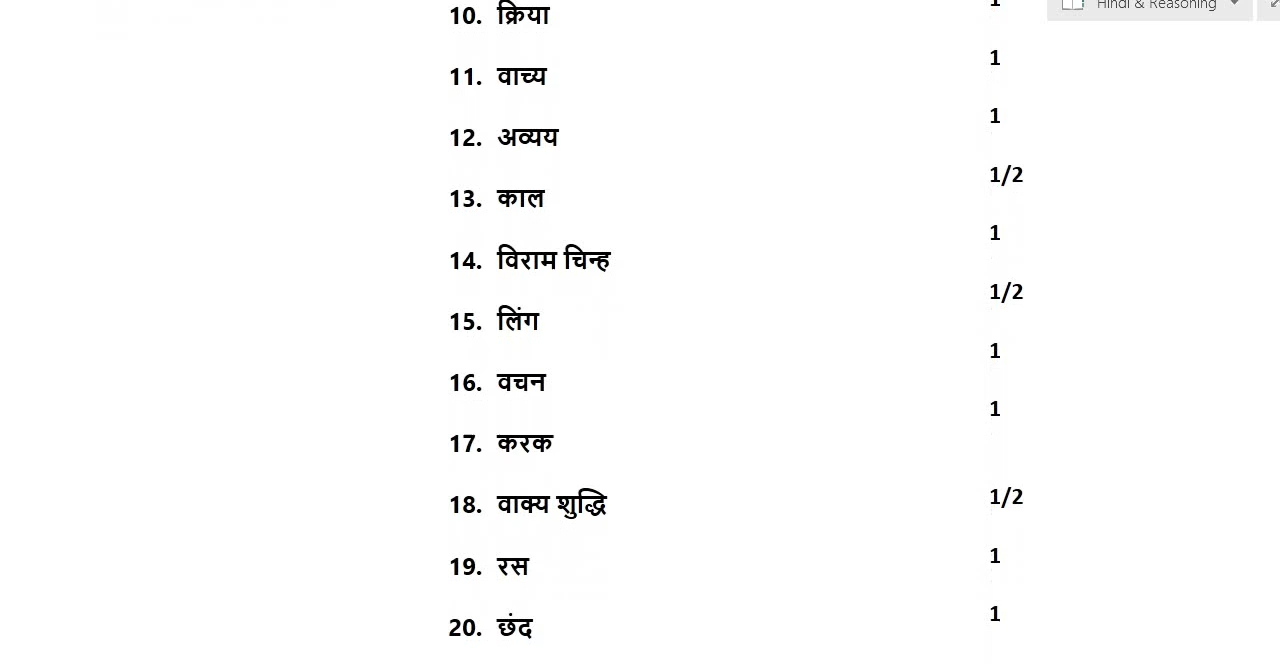 Hindi & Reasoning
10. क्रिया 1
11. वाच्य 1
12. अव्यय 1
13. काल 1/2
14. विराम चिन्ह 1
15. लिंग 1/2
16. वचन 1
17. करक 1
18. वाक्य शुद्धि 1/2
19. रस 1
20. छंद 1